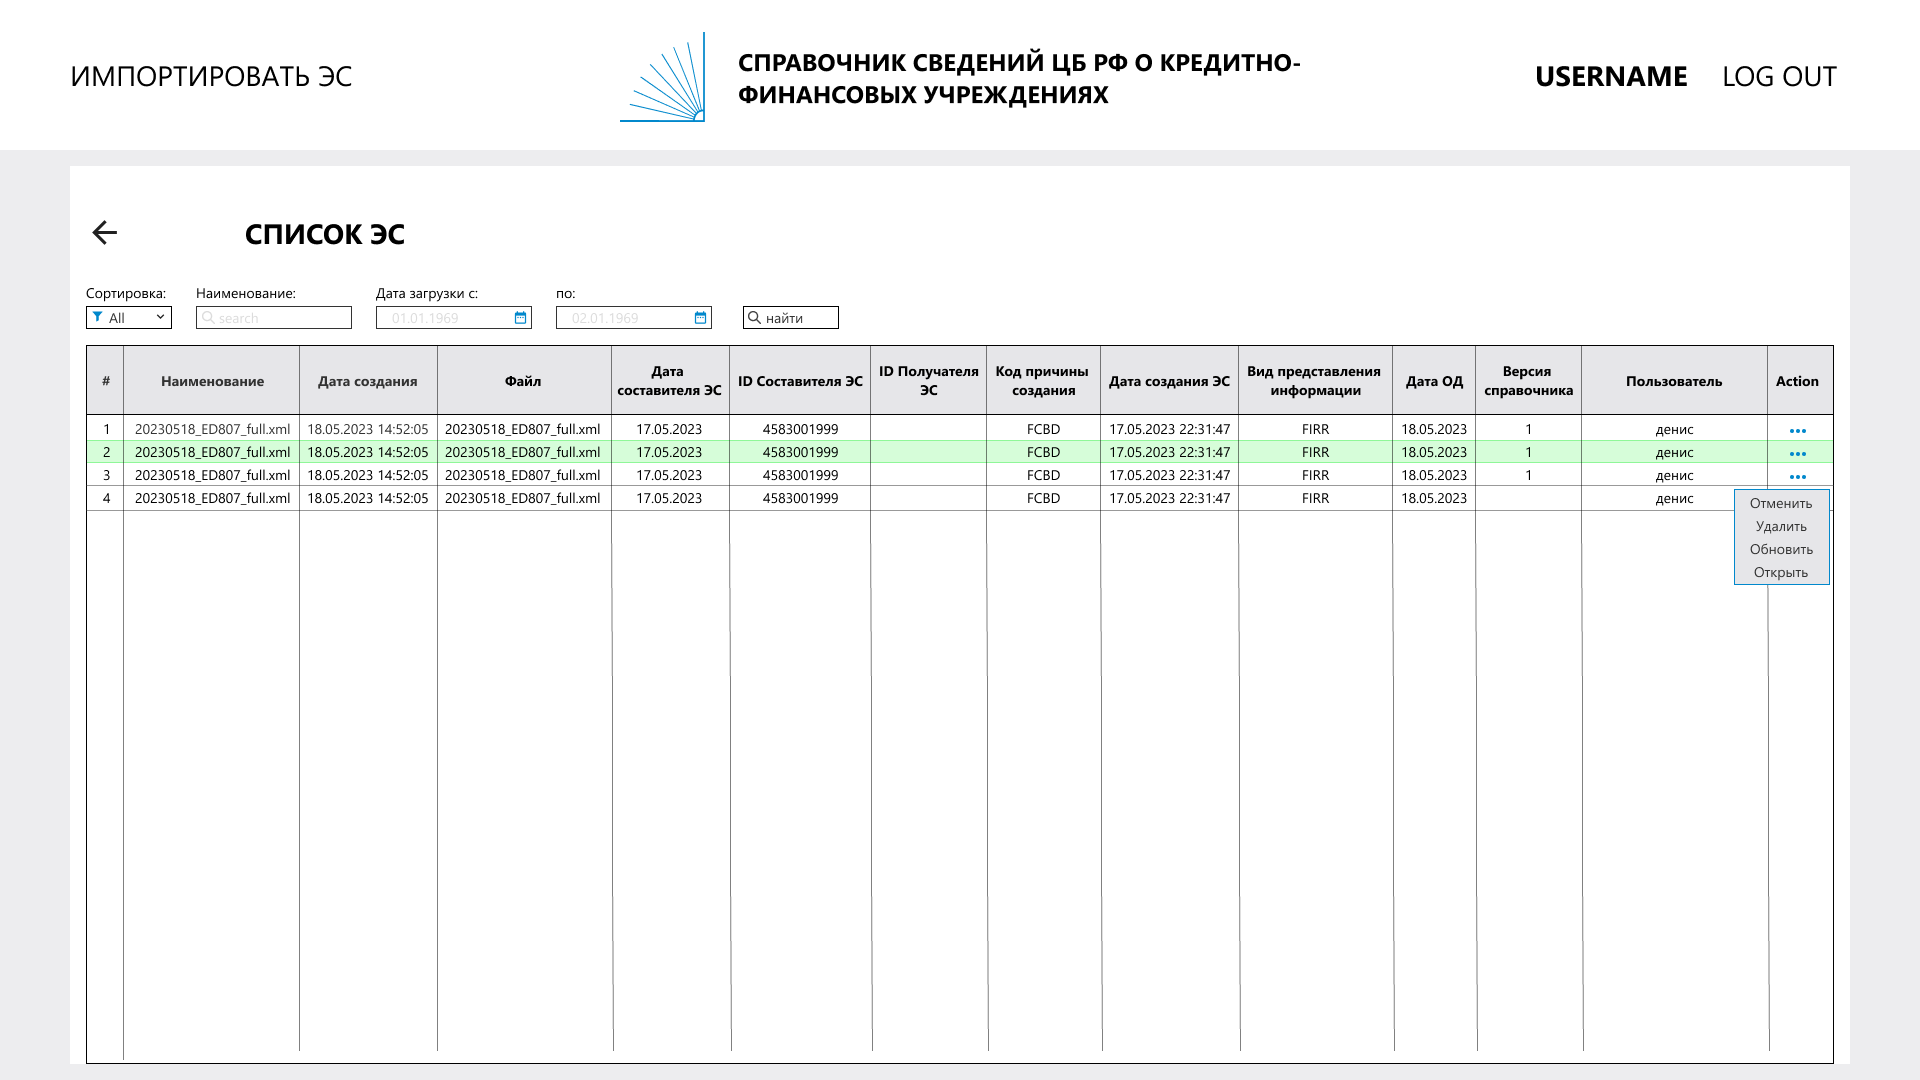 ИМПОРТИРОВАТЬ ЭС
СПРАВОЧНИК СВЕДЕНИЙ ЦБ РФ О КРЕДИТНО-
ФИНАНСОВЫХ УЧРЕЖДЕНИЯХ
USERNAME LOG OUT
СПИСОК ЭС
Сортировка: Наименование: Дата загрузки с: по:
All search 01.01.1969 02.01.1969 найти
# Наименование Дата создания Файл Дата составителя ЭС ID Составителя ЭС ID Получателя ЭС Код причины создания Дата создания ЭС Вид представления информации Дата ОД Версия справочника Пользователь Action
1 20230518_ED807_full.xml 18.05.2023 14:52:05 20230518_ED807_full.xml 17.05.2023 4583001999 FCBD 17.05.2023 22:31:47 FIRR 18.05.2023 1 денис
2 20230518_ED807_full.xml 18.05.2023 14:52:05 20230518_ED807_full.xml 17.05.2023 4583001999 FCBD 17.05.2023 22:31:47 FIRR 18.05.2023 1 денис
3 20230518_ED807_full.xml 18.05.2023 14:52:05 20230518_ED807_full.xml 17.05.2023 4583001999 FCBD 17.05.2023 22:31:47 FIRR 18.05.2023 1 денис
4 20230518_ED807_full.xml 18.05.2023 14:52:05 20230518_ED807_full.xml 17.05.2023 4583001999 FCBD 17.05.2023 22:31:47 FIRR 18.05.2023 денис
Отменить
Удалить
Обновить
Открыть